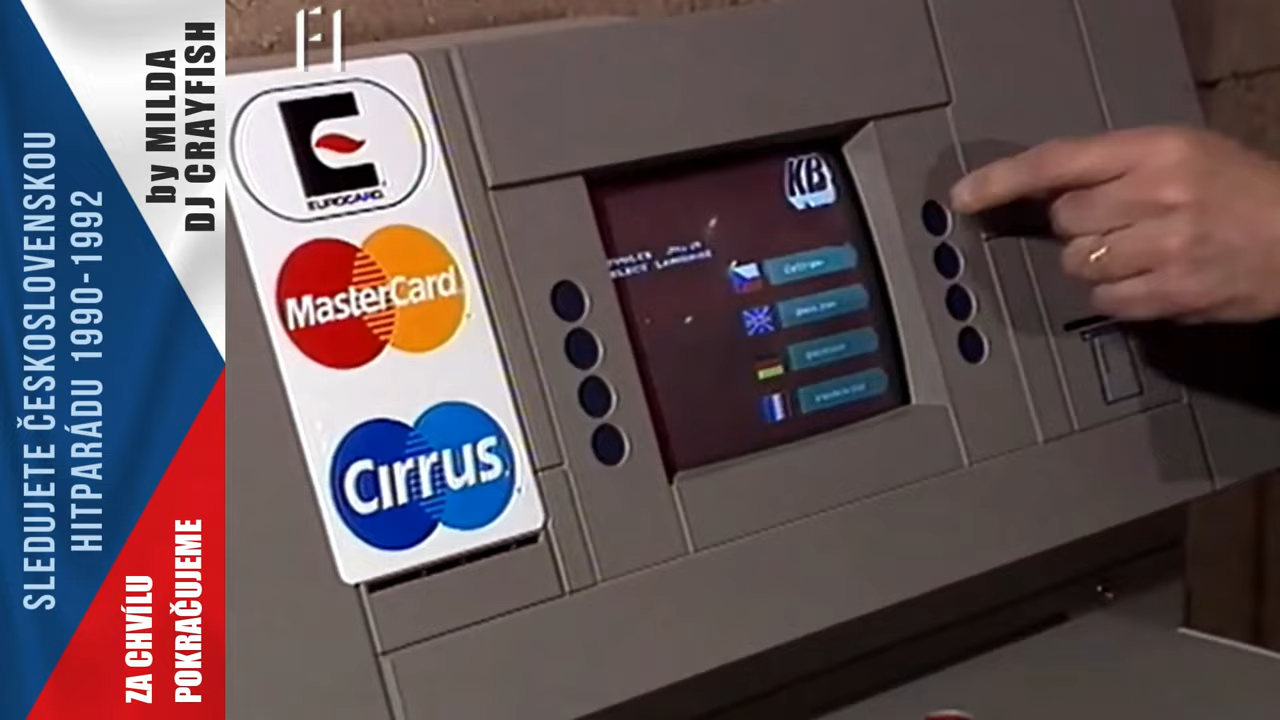 SLEDUJETE ČESKOSLOVENSKOU
HITPARÁDU 1990-1992
by MILDA
DJ CRAYFISH
ZA CHVÍLU
POKRAČUJEME
EUROCARD
MasterCard
Cirrus
KB